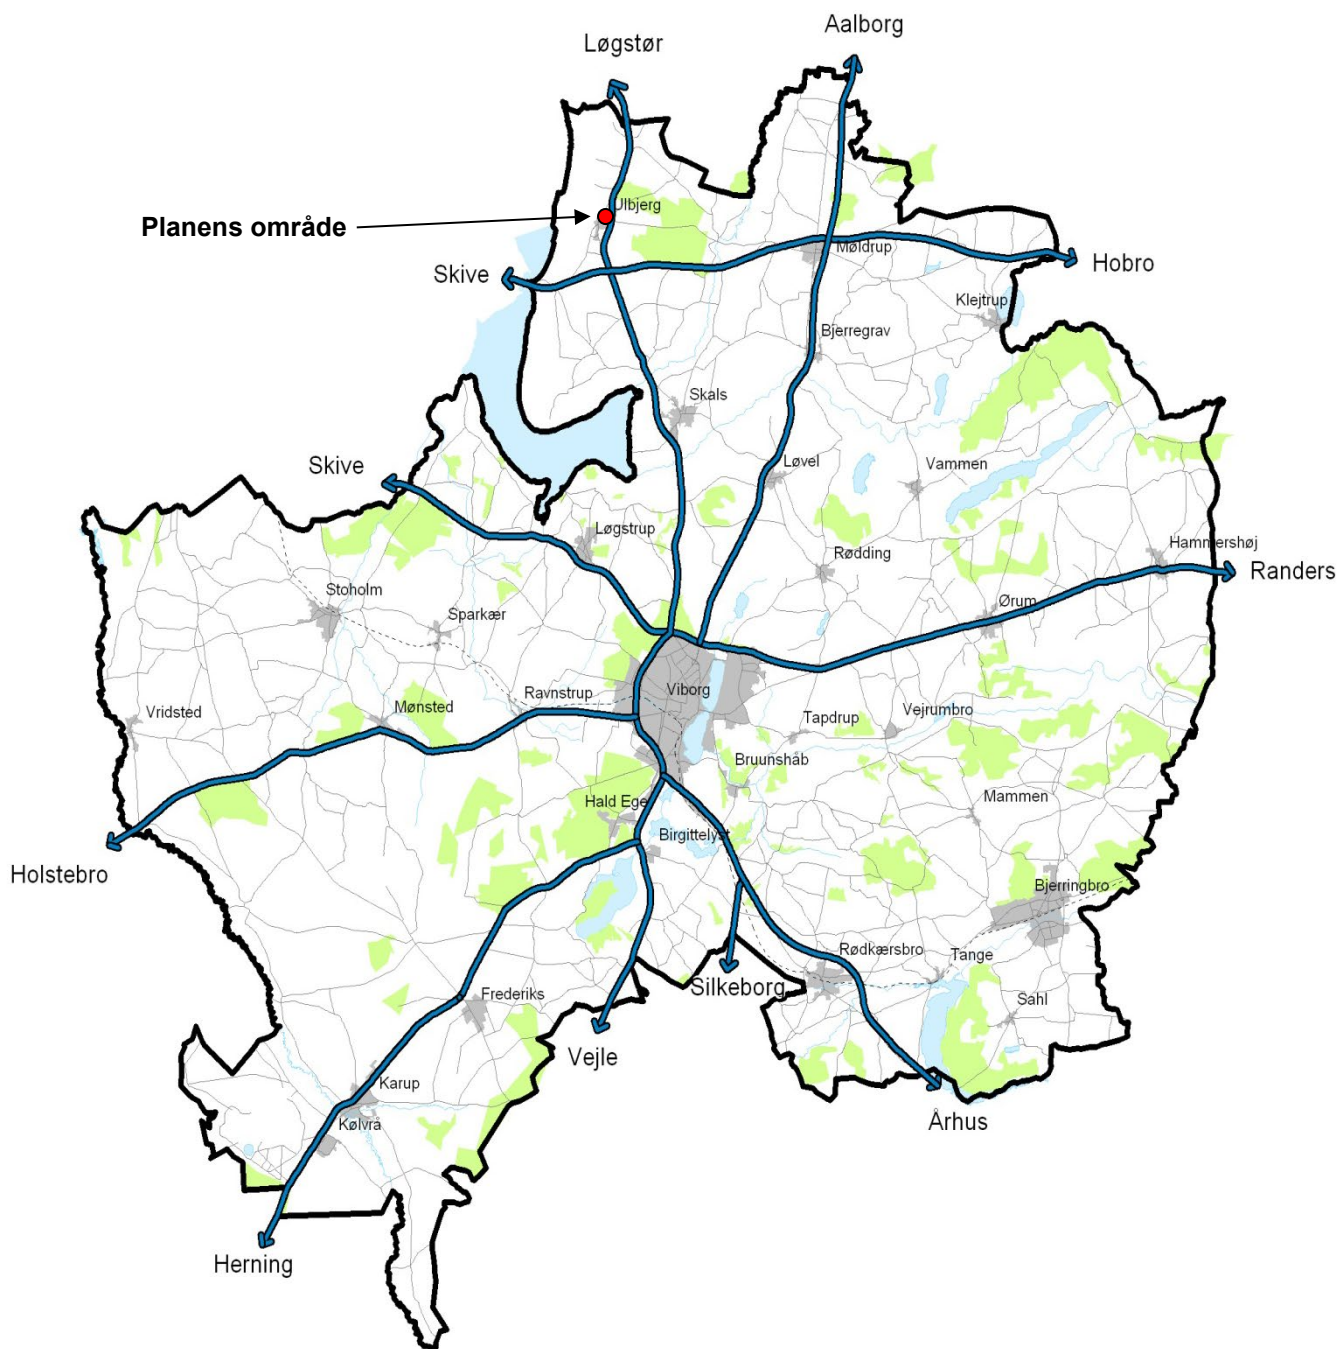 Aalborg
Løgstør
Ulbjerg
Planens område
Møldrup
Hobro
Skive
Klejtrup
Bjerregrav
Skals
Løvel
Vammen
Skive
Løgstrup
Rødding
Hammershøj
Randers
Stoholm
Sparkær
Ørum
Viborg
Ravnstrup
Mønsted
Vridsted
Tapdrup
Vejrumbro
Bruunshåb
Hald Ege
Mammen
Birgittelyst
Holstebro
Bjerringbro
Rødkærsbro
Tange
Silkeborg
Frederiks
Sahl
Vejle
Karup
Århus
Kølvrå
Herning